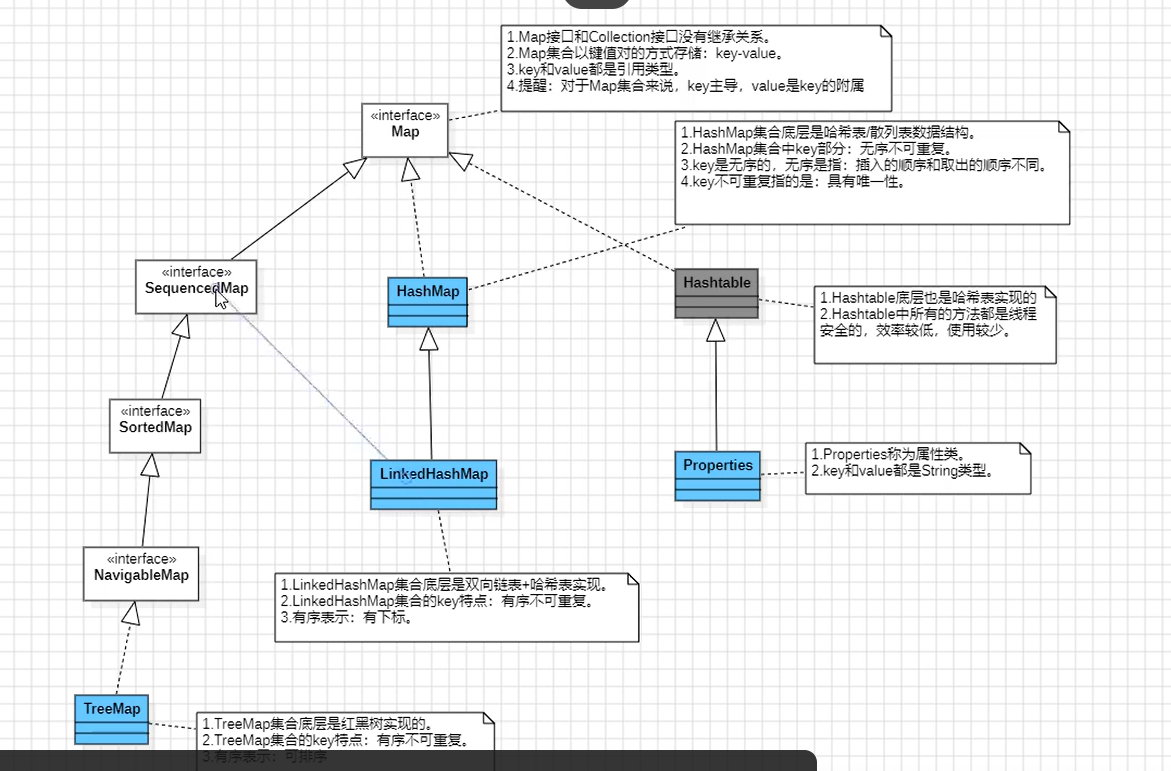 1.Map接口和Collection接口没有继承关系。
2.Map集合以键值对的方式存储：key-value。
3.key和value都是引用类型。
4.提醒：对于Map集合来说，key主导，value是key的附属
«interface»
Map
1.HashMap集合底层是哈希表/散列表数据结构。
2.HashMap集合中key部分：无序不可重复。
3.key是无序的，无序是指：插入的顺序和取出的顺序不同。
4.key不可重复指的是：具有唯一性。
«interface»
SequencedMap
HashMap
Hashtable
1.Hashtable底层也是哈希表实现的
2.Hashtable中所有的方法都是线程
安全的，效率较低，使用较少。
«interface»
SortedMap
LinkedHashMap
Properties
1.Properties称为属性类。
2.key和value都是String类型。
«interface»
NavigableMap
1.LinkedHashMap集合底层是双向链表+哈希表实现。
2.LinkedHashMap集合的key特点：有序不可重复。
3.有序表示：有下标。
TreeMap
1.TreeMap集合底层是红黑树实现的。
2.TreeMap集合的key特点：有序不可重复。
3.有序表示：可排序